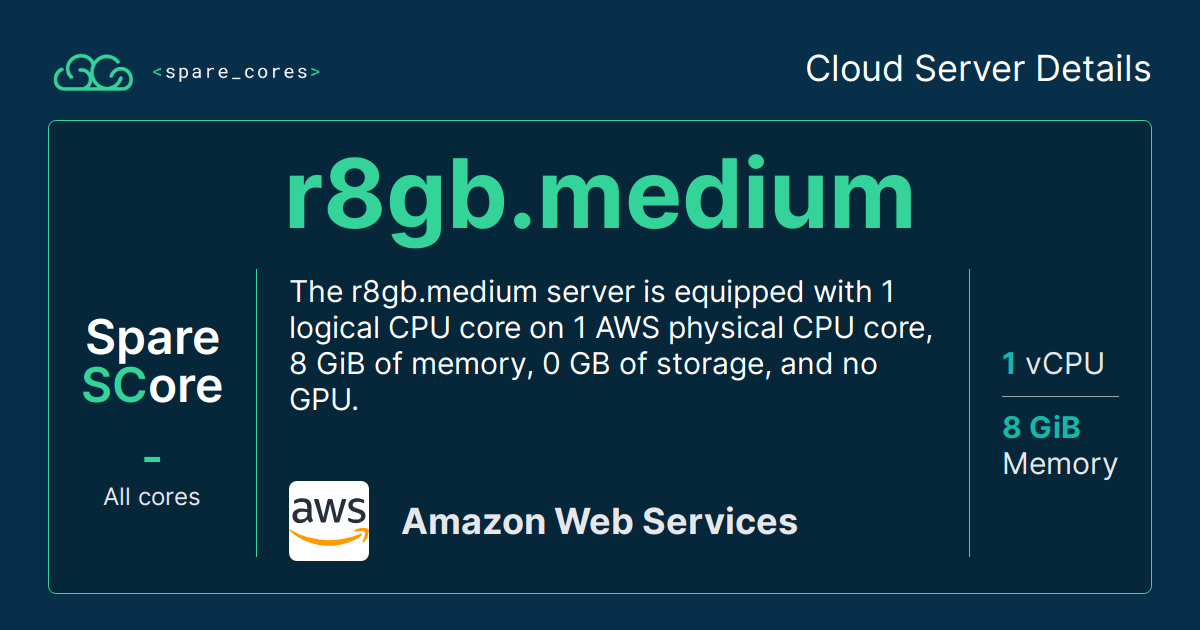 <spare_cores>
Cloud Server Details
r8gb.medium
Spare
SCore
-
All cores
The r8gb.medium server is equipped with 1
logical CPU core on 1 AWS physical CPU core,
8 GiB of memory, 0 GB of storage, and no
GPU.
aws
Amazon Web Services
1 vCPU
8 GiB
Memory